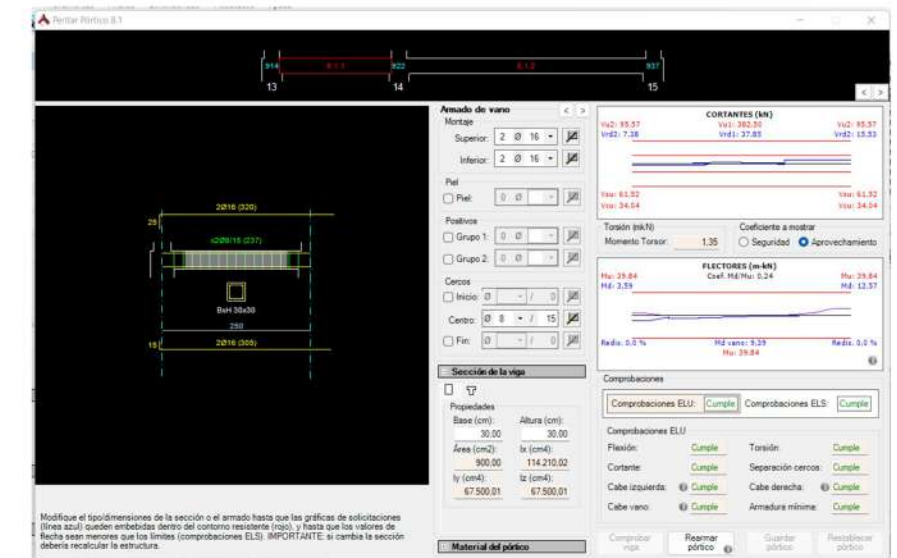 Peritar Pórtico 8.1
914
6.1.1
922
6.1.2
937
13
14
15
Armado de vano
Montaje
Superior: 2 Ø 16
Inferior: 2 Ø 16
Piel
Piel: 0 Ø
Positivos
Grupo 1: 0 Ø
Grupo 2: 0 Ø
Cercos
Inicio: Ø / 0
Centro: Ø 8 / 15
Fin: Ø / 0
2Ø16 (320)
25
x2Ø8/15 (237)
BxH 30x30
250
15
2Ø16 (305)
Sección de la viga
Propiedades
Base (cm): Altura (cm):
30,00 30,00
Área (cm2): Ix (cm4):
900,00 114.210,02
Iy (cm4): Iz (cm4):
67.500,01 67.500,01
Material del pórtico
CORTANTES (kN)
Vu2: 95.57 Vu1: 382.50 Vu2: 95.57
Vrd2: 7.38 Vrd1: 37.85 Vrd2: 15.53
Vsu: 61.52 Vsu: 61.52
Vcu: 34.04 Vcu: 34.04
Torsión (mkN)
Momento Torsor: 1.35
Coeficiente a mostrar
Seguridad Aprovechamiento
FLECTORES (m·kN)
Mu: 39.84 Coef. Md/Mu: 0,24 Mu: 39.84
Md: 3.59 Md: 12.57
Redis: 0.0 % Md vano: 9.39 Redis: 0.0 %
Mu: 39.84
Comprobaciones
Comprobaciones ELU: Cumple Comprobaciones ELS: Cumple
Comprobaciones ELU
Flexión: Cumple Torsión: Cumple
Cortante: Cumple Separación cercos: Cumple
Cabe izquierda: Cumple Cabe derecha: Cumple
Cabe vano: Cumple Armadura mínima: Cumple
Comprobar viga
Rearmar pórtico
Guardar pórtico
Restablecer pórtico
Modifique el tipo/dimensiones de la sección o el armado hasta que las gráficas de solicitaciones
(línea azul) queden embebidas dentro del contorno resistente (rojo), y hasta que los valores de
flecha sean menores que los límites (comprobaciones ELS). IMPORTANTE: si cambia la sección
debería recalcular la estructura.